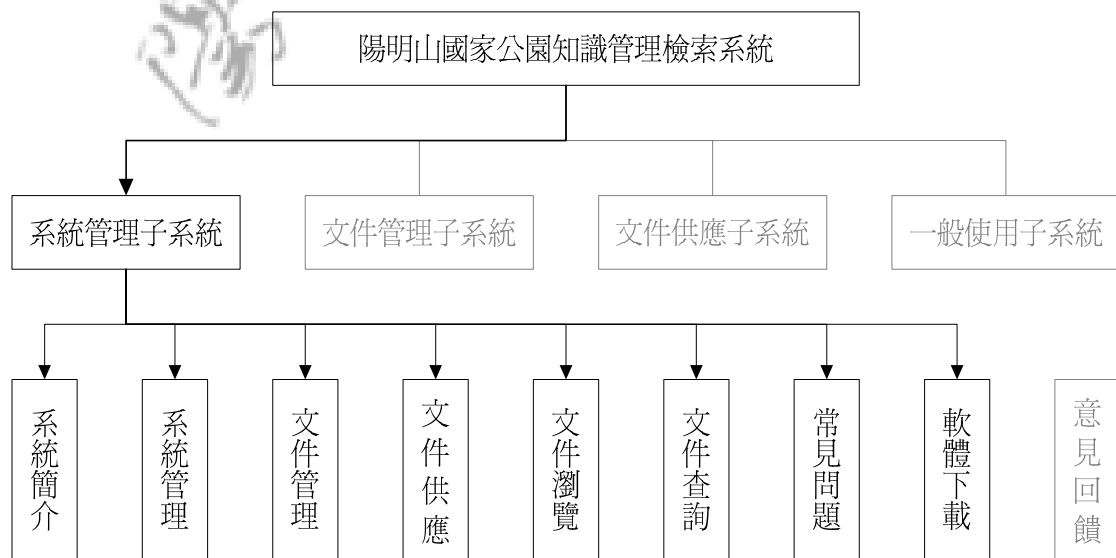 陽明山國家公園知識管理檢索系統
系統管理子系統
文件管理子系統
文件供應子系統
一般使用子系統
系統簡介
系統管理
文件管理
文件供應
文件瀏覽
文件查詢
常見問題
軟體下載
意見回饋